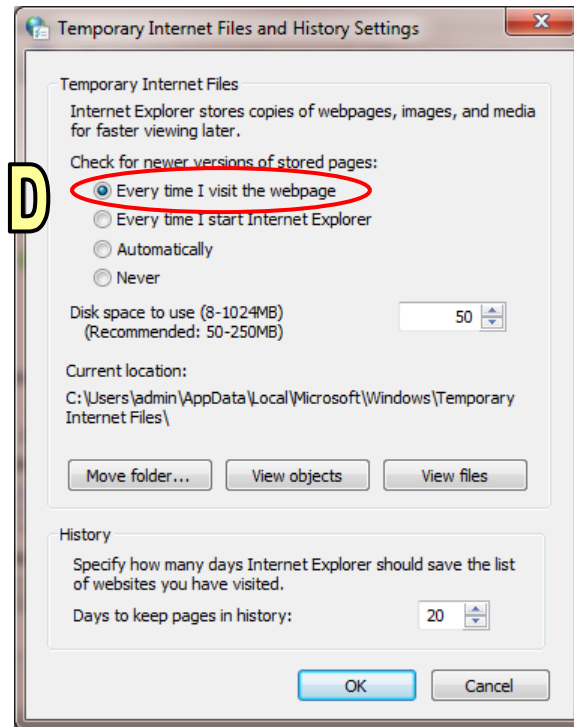 Temporary Internet Files and History Settings
Temporary Internet Files
Internet Explorer stores copies of webpages, images, and media
for faster viewing later.
Check for newer versions of stored pages:
D
Every time I visit the webpage
Every time I start Internet Explorer
Automatically
Never
Disk space to use (8-1024MB)
(Recommended: 50-250MB)
50
Current location:
C:\Users\admin\AppData\Local\Microsoft\Windows\Temporary
Internet Files\
Move folder... View objects View files
History
Specify how many days Internet Explorer should save the list
of websites you have visited.
Days to keep pages in history: 20
OK Cancel